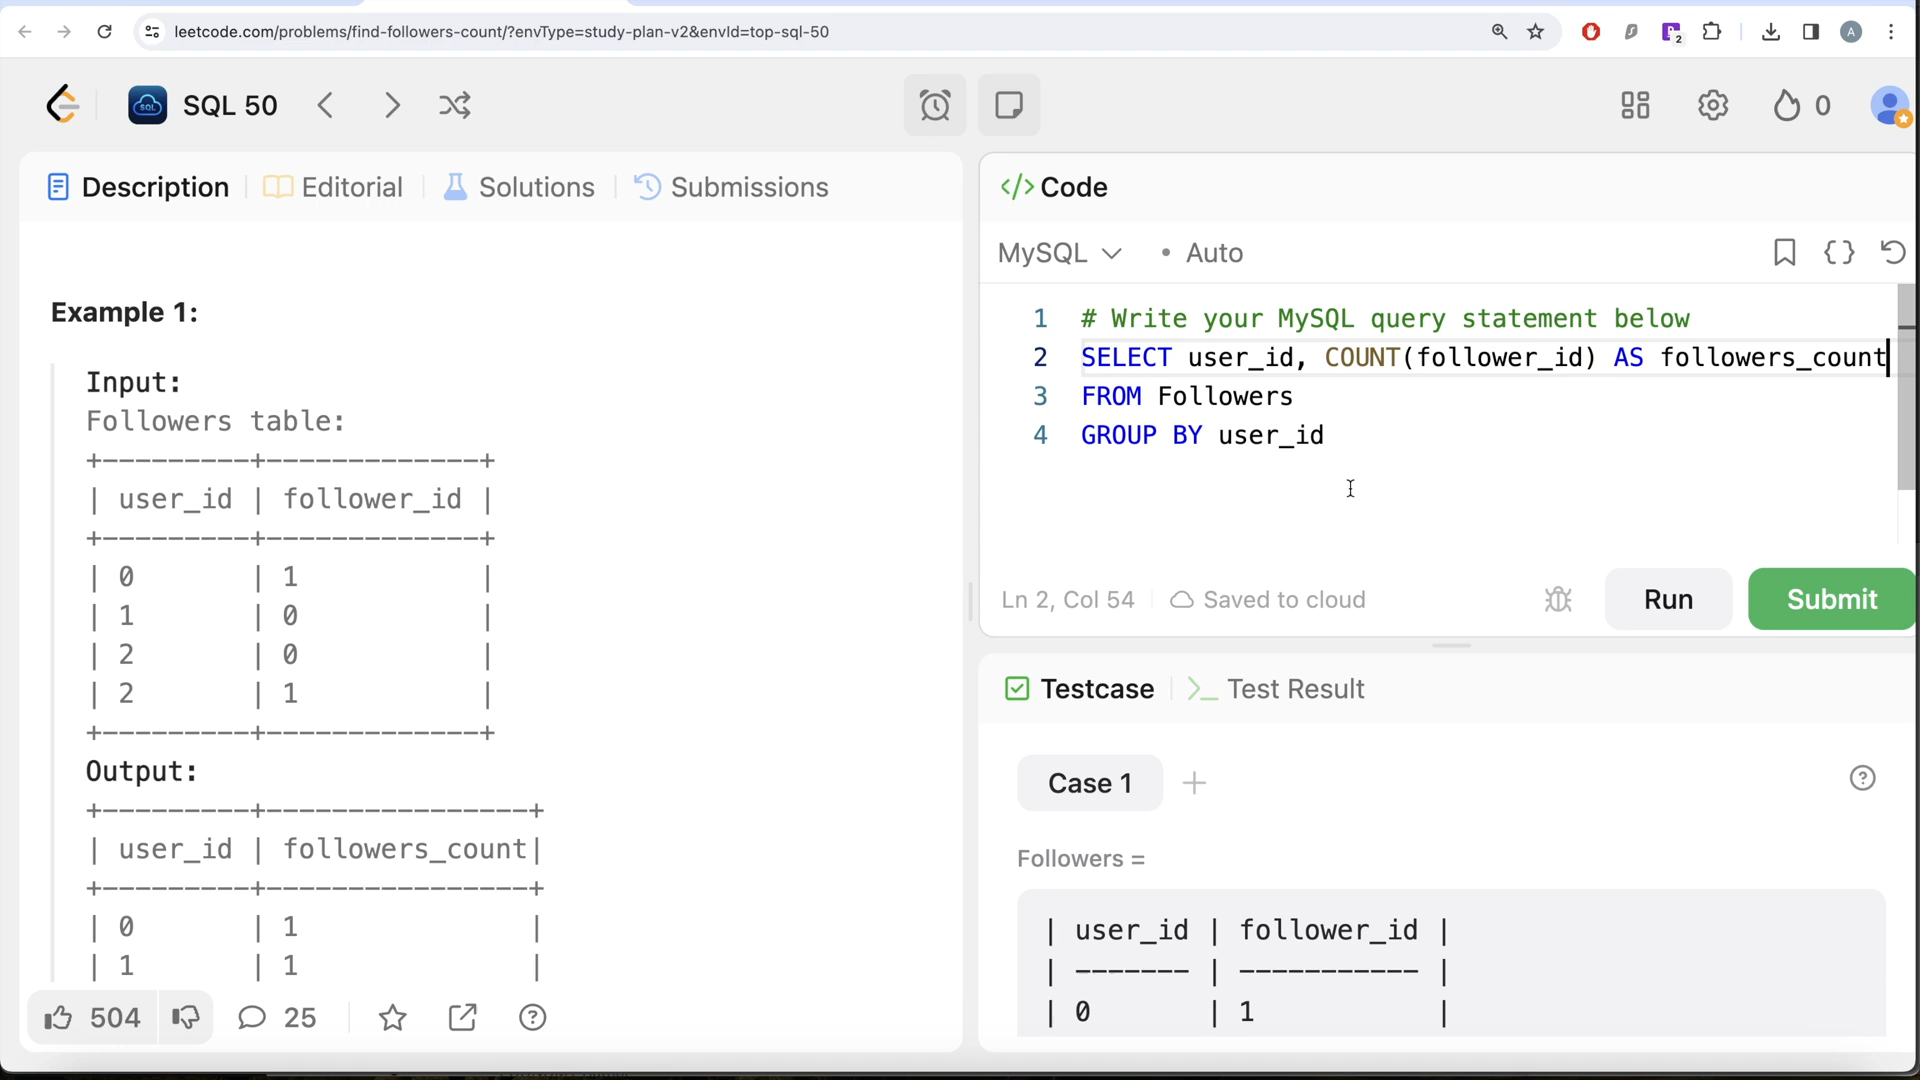 leetcode.com/problems/find-followers-count/?envType=study-plan-v2&envId=top-sql-50
2
A
SQL
SQL 50
0
Description
Editorial
Solutions
Submissions
Example 1:
Input:
Followers table:
+---------+-------------+
| user_id | follower_id |
+---------+-------------+
| 0       | 1           |
| 1       | 0           |
| 2       | 0           |
| 2       | 1           |
+---------+-------------+
Output:
+---------+----------------+
| user_id | followers_count|
+---------+----------------+
| 0       | 1              |
| 1       | 1              |
504
25
</> Code
MySQL
• Auto
{}
1 # Write your MySQL query statement below
2 SELECT user_id, COUNT(follower_id) AS followers_count
3 FROM Followers
4 GROUP BY user_id
Ln 2, Col 54
Saved to cloud
Run
Submit
Testcase
>_ Test Result
Case 1
+
Followers =
| user_id | follower_id |
| ------- | ----------- |
| 0       | 1           |